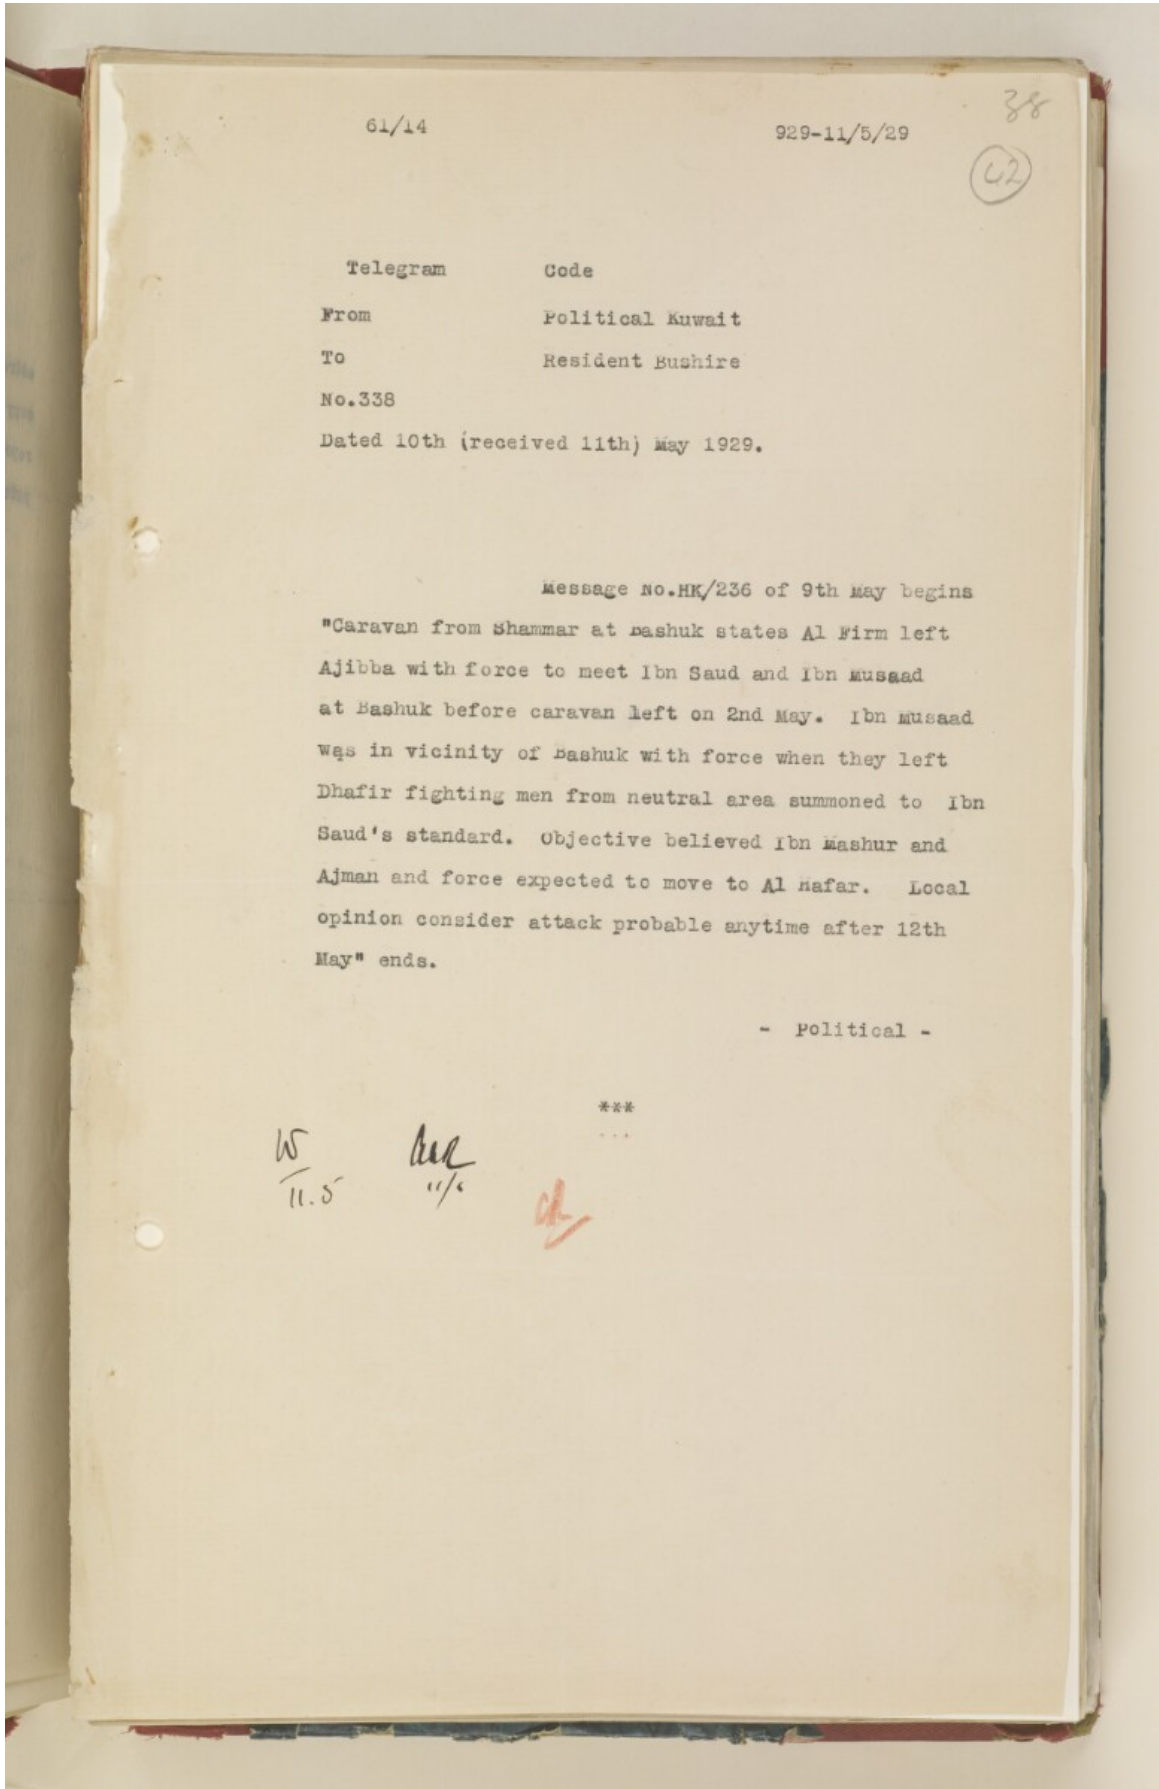 38
61/14 929-11/5/29
42
Telegram Code
From Political Kuwait
To Resident Bushire
No.338
Dated 10th (received 11th) May 1929.
Message No.HK/236 of 9th May begins
"Caravan from Shammar at Bashuk states Al Firm left
Ajibba with force to meet Ibn Saud and Ibn Musaad
at Bashuk before caravan left on 2nd May. Ibn Musaad
was in vicinity of Bashuk with force when they left
Dhafir fighting men from neutral area summoned to Ibn
Saud's standard. Objective believed Ibn Mashur and
Ajman and force expected to move to Al Hafar. Local
opinion consider attack probable anytime after 12th
May" ends.
- Political -
***
11.5